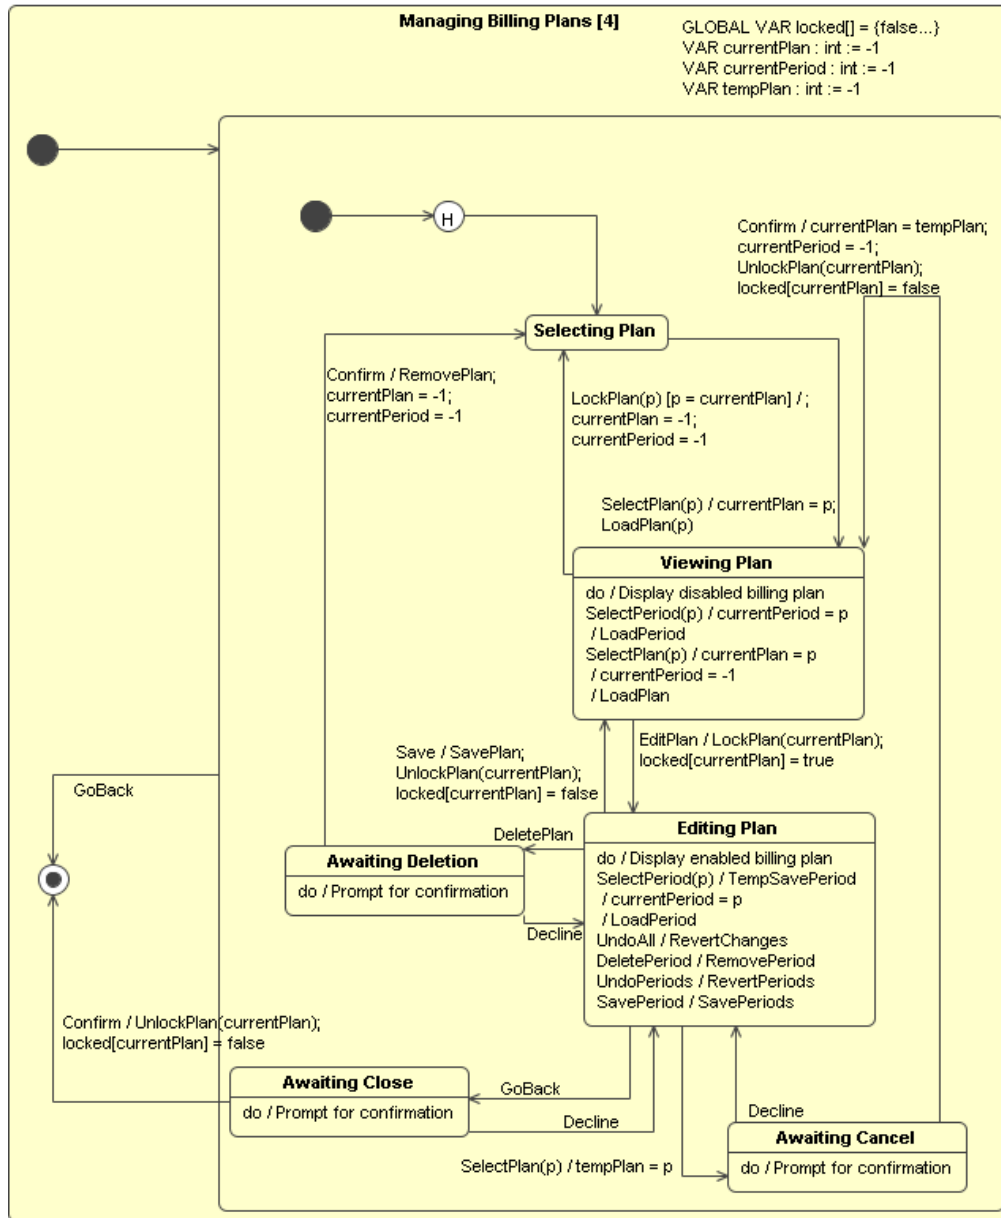 Managing Billing Plans [4]
GLOBAL VAR locked[] = {false...}
VAR currentPlan : int := -1
VAR currentPeriod : int := -1
VAR tempPlan : int := -1
H
Confirm / currentPlan = tempPlan;
currentPeriod = -1;
UnlockPlan(currentPlan);
locked[currentPlan] = false
Selecting Plan
Confirm / RemovePlan;
currentPlan = -1;
currentPeriod = -1
LockPlan(p) [p = currentPlan] / ;
currentPlan = -1;
currentPeriod = -1
SelectPlan(p) / currentPlan = p;
LoadPlan(p)
Viewing Plan
do / Display disabled billing plan
SelectPeriod(p) / currentPeriod = p
/ LoadPeriod
SelectPlan(p) / currentPlan = p
/ currentPeriod = -1
/ LoadPlan
Save / SavePlan;
UnlockPlan(currentPlan);
locked[currentPlan] = false
EditPlan / LockPlan(currentPlan);
locked[currentPlan] = true
GoBack
DeletePlan
Editing Plan
do / Display enabled billing plan
SelectPeriod(p) / TempSavePeriod
/ currentPeriod = p
/ LoadPeriod
UndoAll / RevertChanges
DeletePeriod / RemovePeriod
UndoPeriods / RevertPeriods
SavePeriod / SavePeriods
Awaiting Deletion
do / Prompt for confirmation
Decline
Confirm / UnlockPlan(currentPlan);
locked[currentPlan] = false
Awaiting Close
do / Prompt for confirmation
GoBack
Decline
Decline
Awaiting Cancel
do / Prompt for confirmation
SelectPlan(p) / tempPlan = p